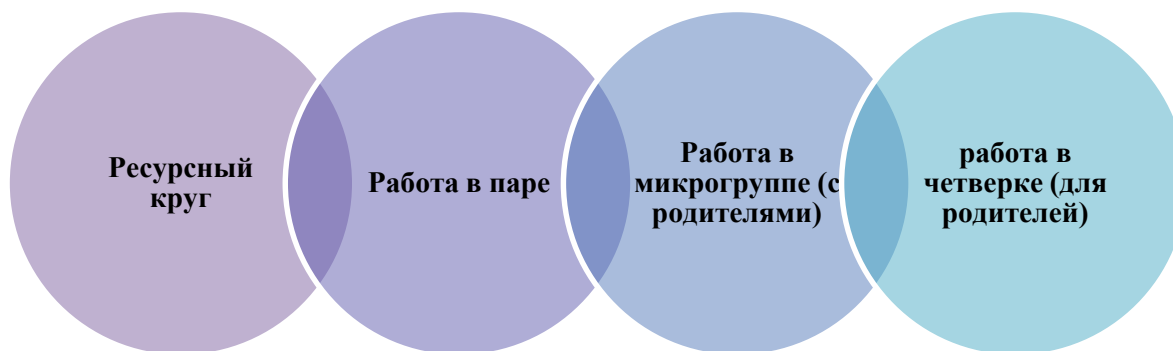 Ресурсный
круг
Работа в паре
Работа в
микрогруппе (с
родителями)
работа в
четверке (для
родителей)